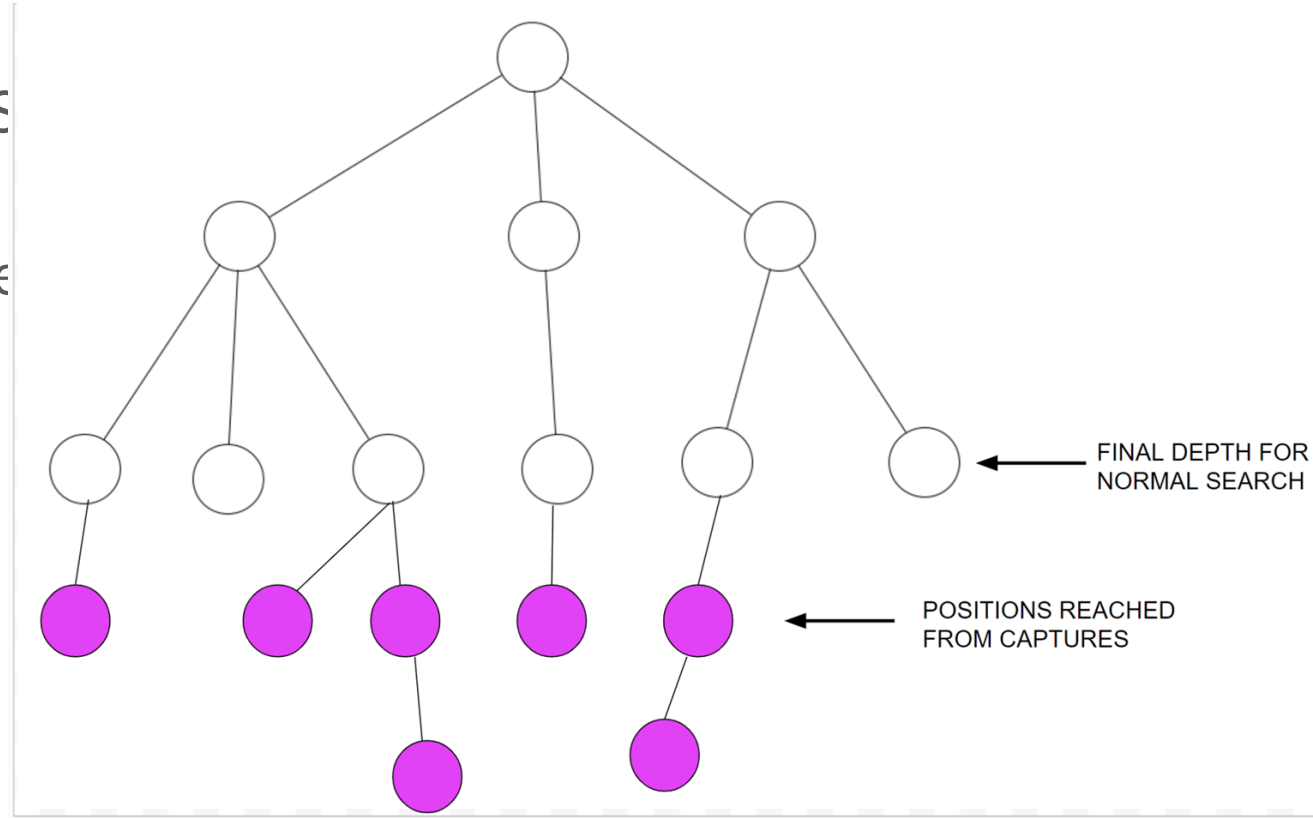 FINAL DEPTH FOR
NORMAL SEARCH
POSITIONS REACHED
FROM CAPTURES